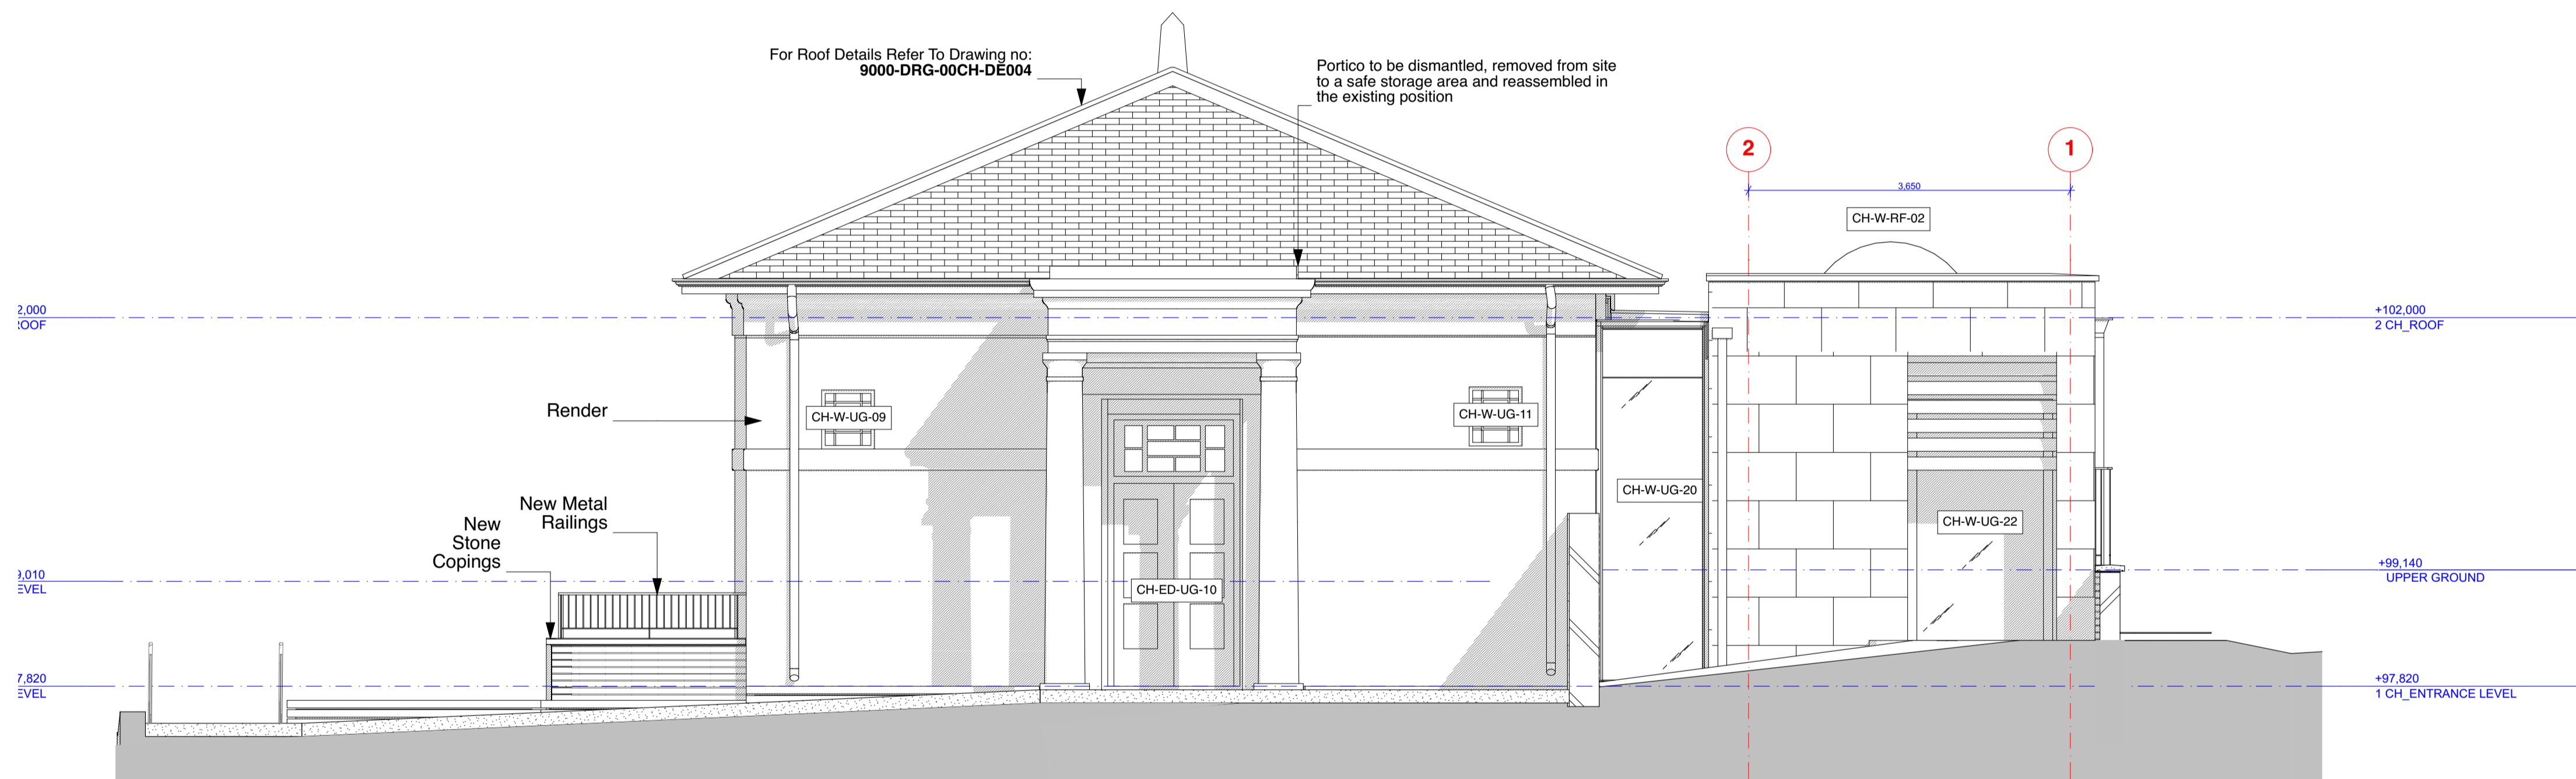 For Roof Details Refer To Drawing no:
9000-DRG-00CH-DE004
Portico to be dismantled, removed from site
to a safe storage area and reassembled in
the existing position
2
1
3,650
CH-W-RF-02
2,000
ROOF
+102,000
2 CH_ROOF
Render
CH-W-UG-09
CH-W-UG-11
CH-W-UG-20
CH-W-UG-22
New Metal
Railings
New
Stone
Copings
CH-ED-UG-10
9,010
EVEL
+99,140
UPPER GROUND
7,820
EVEL
+97,820
1 CH_ENTRANCE LEVEL